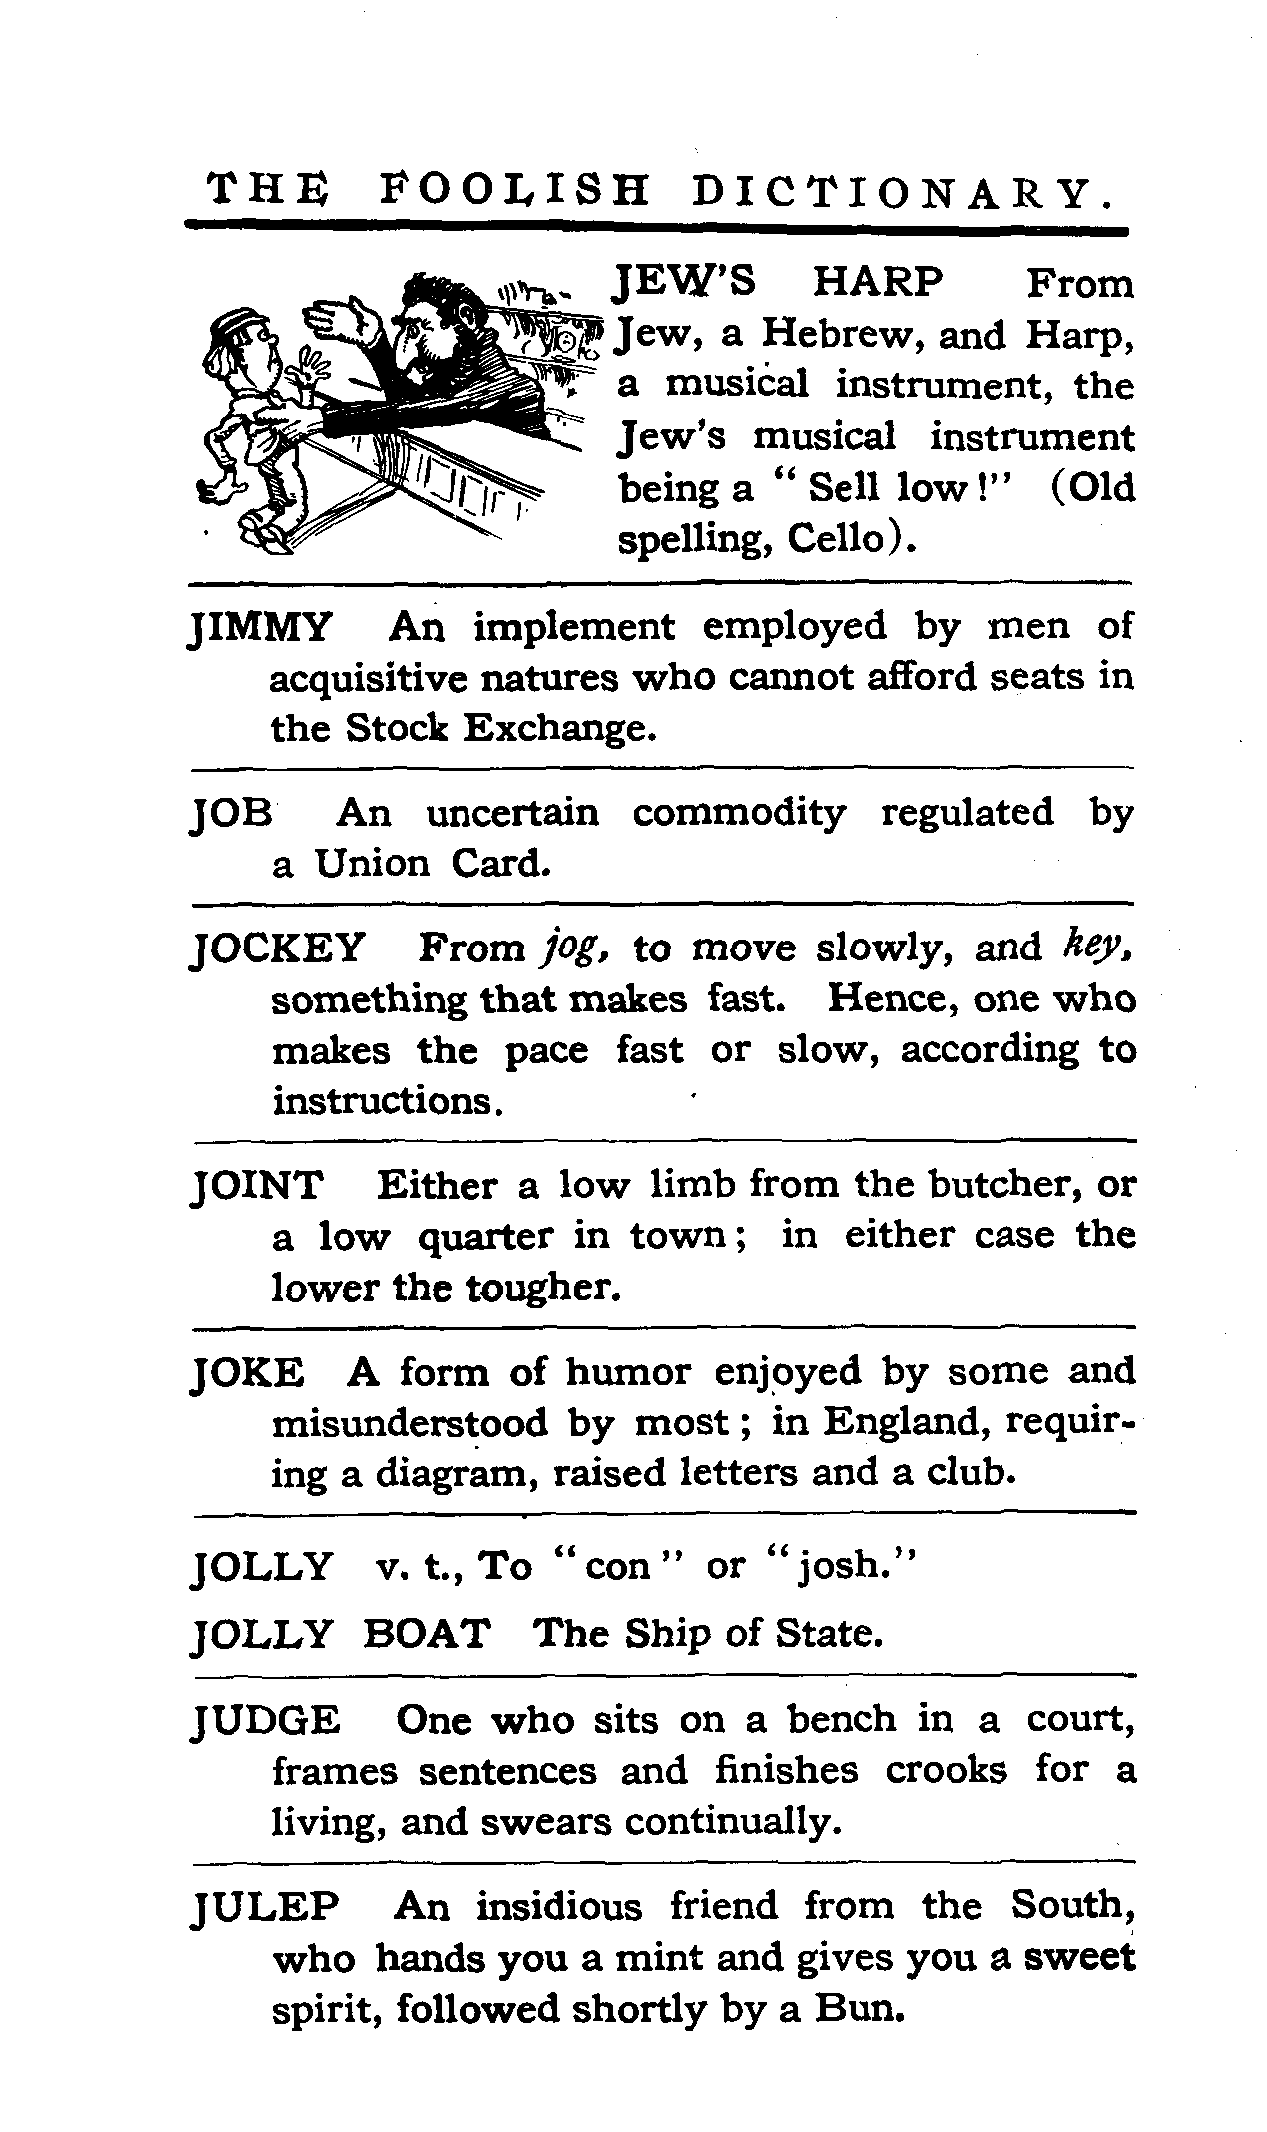 THE FOOLISH DICTIONARY.
JEW'S HARP From
Jew, a Hebrew, and Harp,
a musical instrument, the
Jew's musical instrument
being a “ Sell low !” (Old
spelling, Cello).
JIMMY An implement employed by men of
acquisitive natures who cannot afford seats in
the Stock Exchange.
JOB An uncertain commodity regulated by
a Union Card.
JOCKEY From jog, to move slowly, and key,
something that makes fast. Hence, one who
makes the pace fast or slow, according to
instructions.
JOINT Either a low limb from the butcher, or
a low quarter in town ; in either case the
lower the tougher.
JOKE A form of humor enjoyed by some and
misunderstood by most ; in England, requir-
ing a diagram, raised letters and a club.
JOLLY v. t., To “ con ” or “ josh.”
JOLLY BOAT The Ship of State.
JUDGE One who sits on a bench in a court,
frames sentences and finishes crooks for a
living, and swears continually.
JULEP An insidious friend from the South,
who hands you a mint and gives you a sweet
spirit, followed shortly by a Bun.